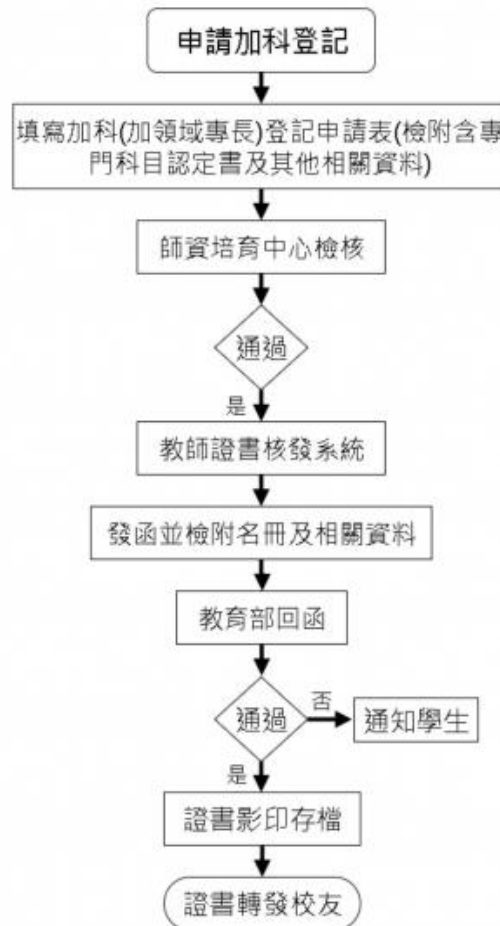 申請加科登記
填寫加科(加領域專長)登記申請表(檢附含專
門科目認定書及其他相關資料)
師資培育中心檢核
通過
是
教師證書核發系統
發函並檢附名冊及相關資料
教育部回函
通過
否
通知學生
是
證書影印存檔
證書轉發校友